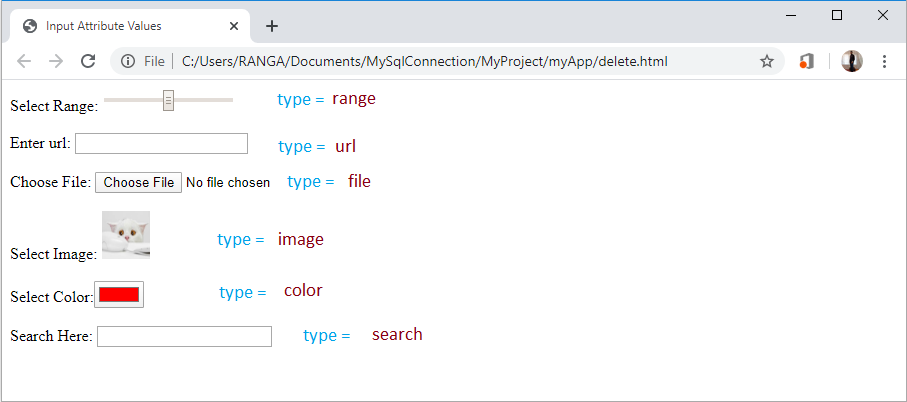 Input Attribute Values
File C:/Users/RANGA/Documents/MySqlConnection/MyProject/myApp/delete.html
Select Range: type = range
Enter url: type = url
Choose File: Choose File No file chosen type = file
Select Image: type = image
Select Color: type = color
Search Here: type = search